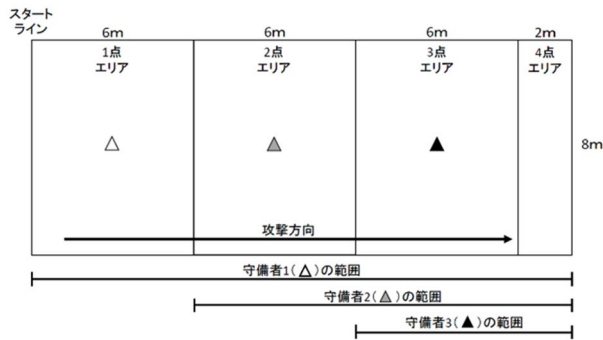 スタート
ライン
6m
6m
6m
2m
1点
エリア
2点
エリア
3点
エリア
4点
エリア
8m
攻撃方向
守備者1(△)の範囲
守備者2(▲)の範囲
守備者3(▲)の範囲